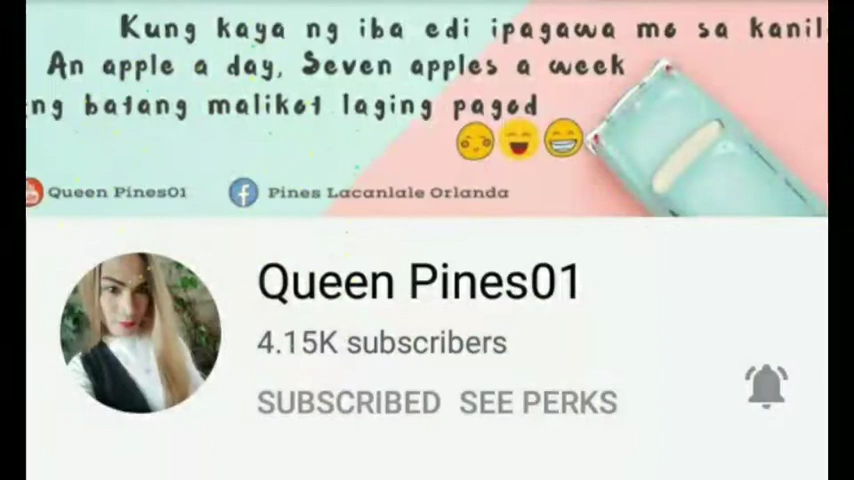 Kung kaya ng iba edi ipagawa mo sa kanil
An apple a day, Seven apples a week
ng batang malikot laging pagod
Queen Pines01
Pines Lacanlale Orlanda
Queen Pines01
4.15K subscribers
SUBSCRIBED SEE PERKS